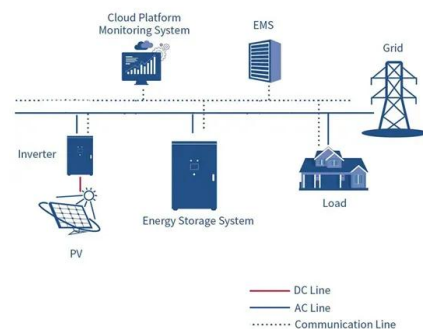 Cloud Platform
Monitoring System
EMS
Grid
Inverter
Energy Storage System
Load
PV
DC Line
AC Line
Communication Line